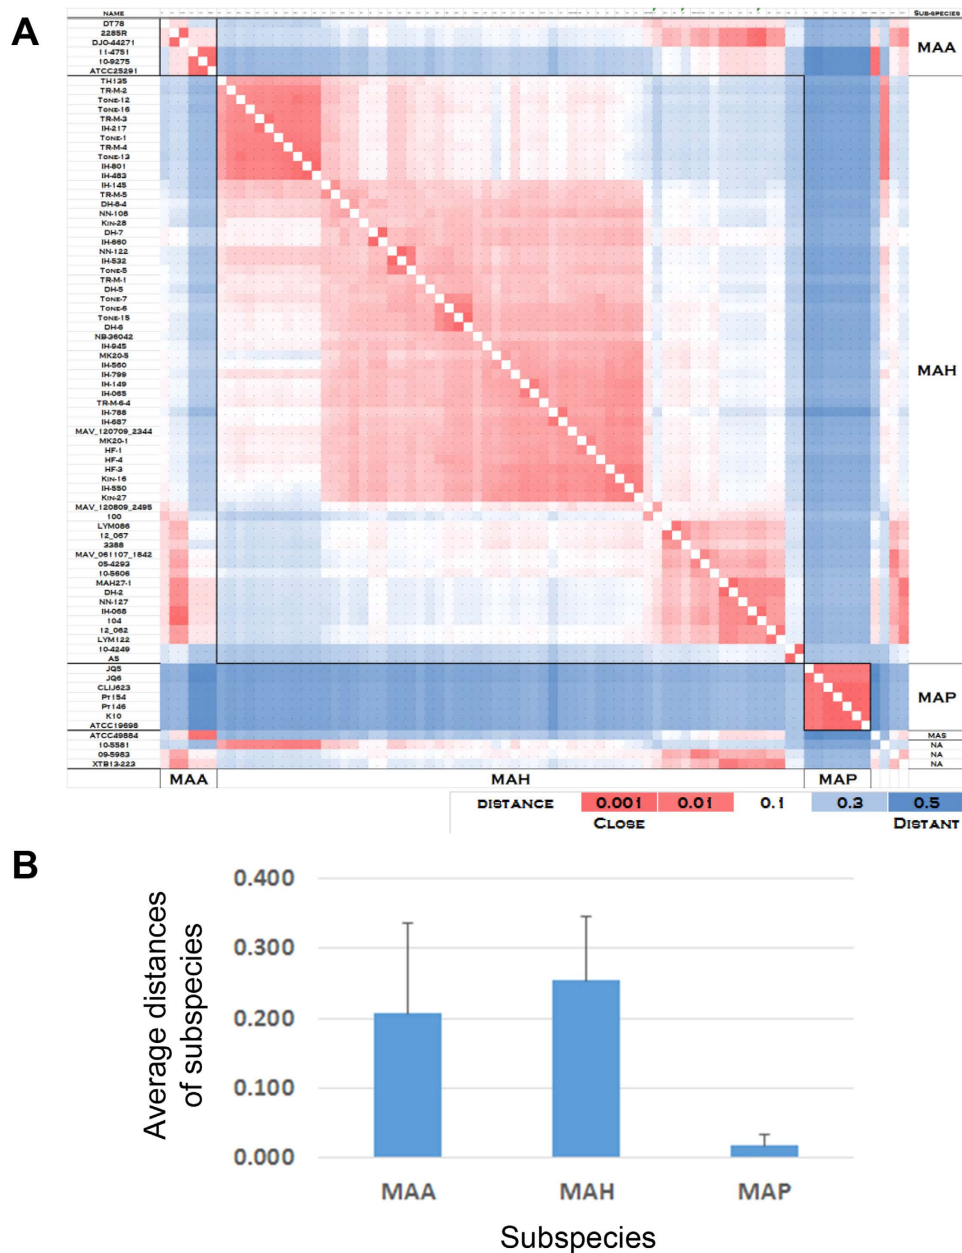 A
NAME SUB-SPECIES
DT78
2285R
DJO-44271
11-4751
10-9275
ATCC25291
MAA
TH135
TR-M-2
TONE-12
TONE-16
TR-M-3
IH-217
TONE-1
TR-M-4
TONE-13
IH-801
IH-483
IH-145
TR-M-5
DH-8-4
NN-108
KIN-28
DH-7
IH-660
NN-122
IH-532
TONE-5
TR-M-1
DH-5
TONE-7
TONE-6
TONE-15
DH-6
NB-36042
IH-945
MK20-5
IH-560
IH-799
IH-149
IH-065
TR-M-6-4
IH-788
IH-687
MAV_120709_2344
MK20-1
HF-1
HF-4
HF-3
KIN-16
IH-550
KIN-27
MAV_120809_2495
100
LYM086
12_067
3388
MAV_061107_1842
05-4293
10-5606
MAH27-1
DH-2
NN-127
IH-068
104
12_062
LYM122
10-4249
A5
MAH
JQ5
JQ6
CLIJ623
PT154
PT146
K10
ATCC19698
MAP
ATCC49884 MAS
10-5581 NA
09-5983 NA
XTB13-223 NA
MAA MAH MAP
DISTANCE 0.001 0.01 0.1 0.3 0.5
CLOSE DISTANT
B
Average distances
of subspecies
0.400
0.300
0.200
0.100
0.000
MAA MAH MAP
Subspecies